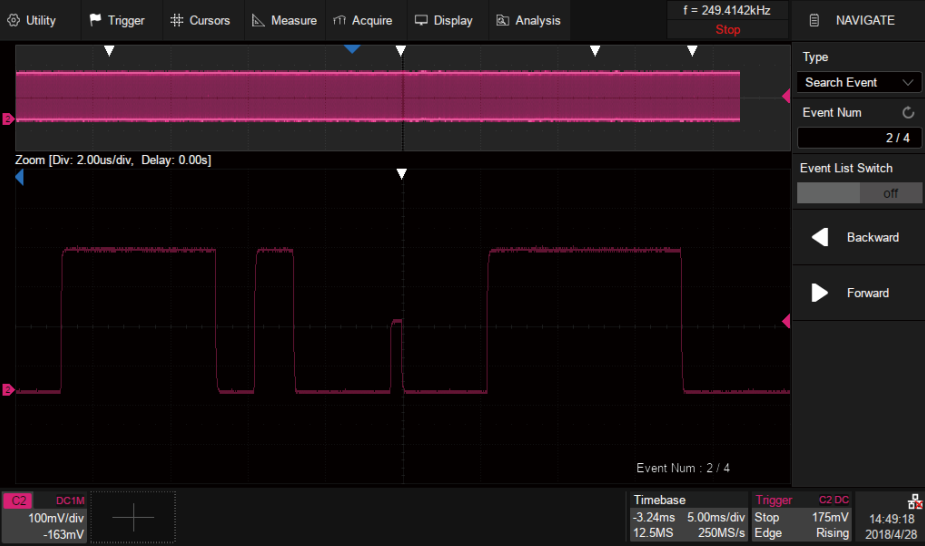 Utility Trigger Cursors Measure Acquire Display Analysis
f = 249.4142kHz
Stop
NAVIGATE
Type
Search Event
Event Num
2 / 4
Event List Switch
off
Backward
Forward
2
Zoom [Div: 2.00us/div, Delay: 0.00s]
2
Event Num : 2 / 4
C2 DC1M
100mV/div
-163mV
Timebase
-3.24ms 5.00ms/div
12.5MS 250MS/s
Trigger C2 DC
Stop 175mV
Edge Rising
14:49:18
2018/4/28